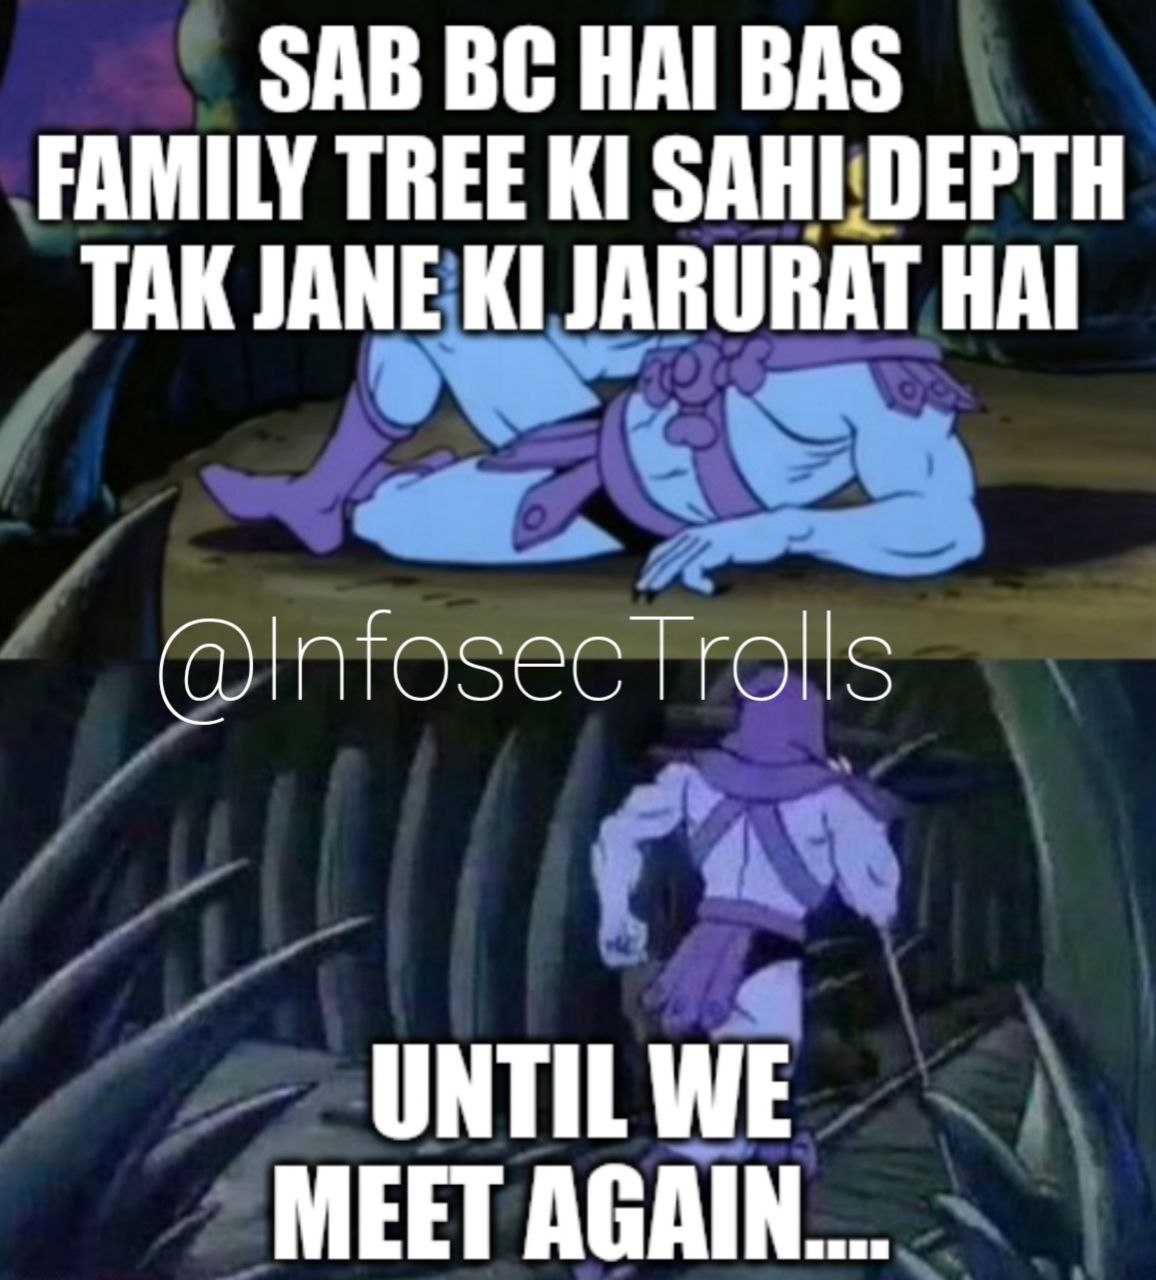 SAB BC HAI BAS
FAMILY TREE KI SAHI DEPTH
TAK JANE KI JARURAT HAI
@InfosecTrolls
UNTIL WE
MEET AGAIN....